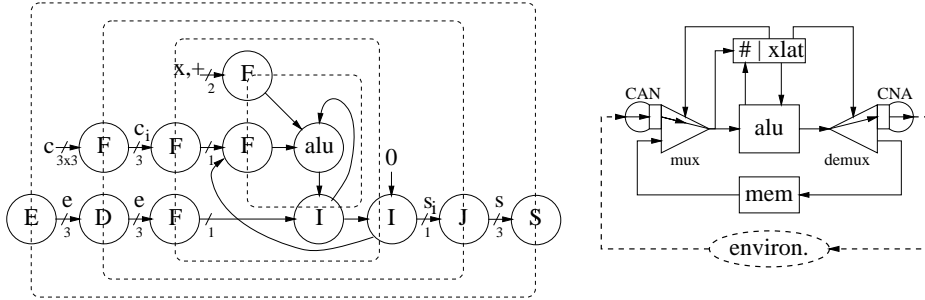 x,+ 2 F
c 3x3 F c i 3 F 1 F alu 0
E e 3 D e 3 F 1 I I s i 1 J s 3 S
# | xlat
CAN CNA
alu
mux demux
mem
environ.